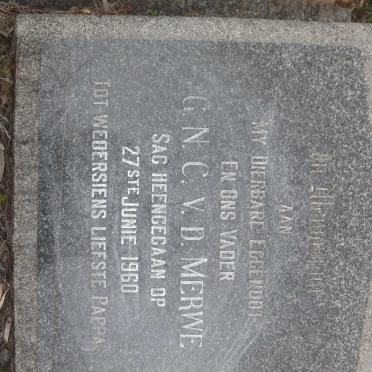 AAN
MY DIERBARE EGGENOOT
EN ONS VADER
G. N. C. V. D. MERWE
SAG HEENGEGAAN OP
27STE JUNIE 1960
TOT WEDERSIENS LIEFSTE PAPPA